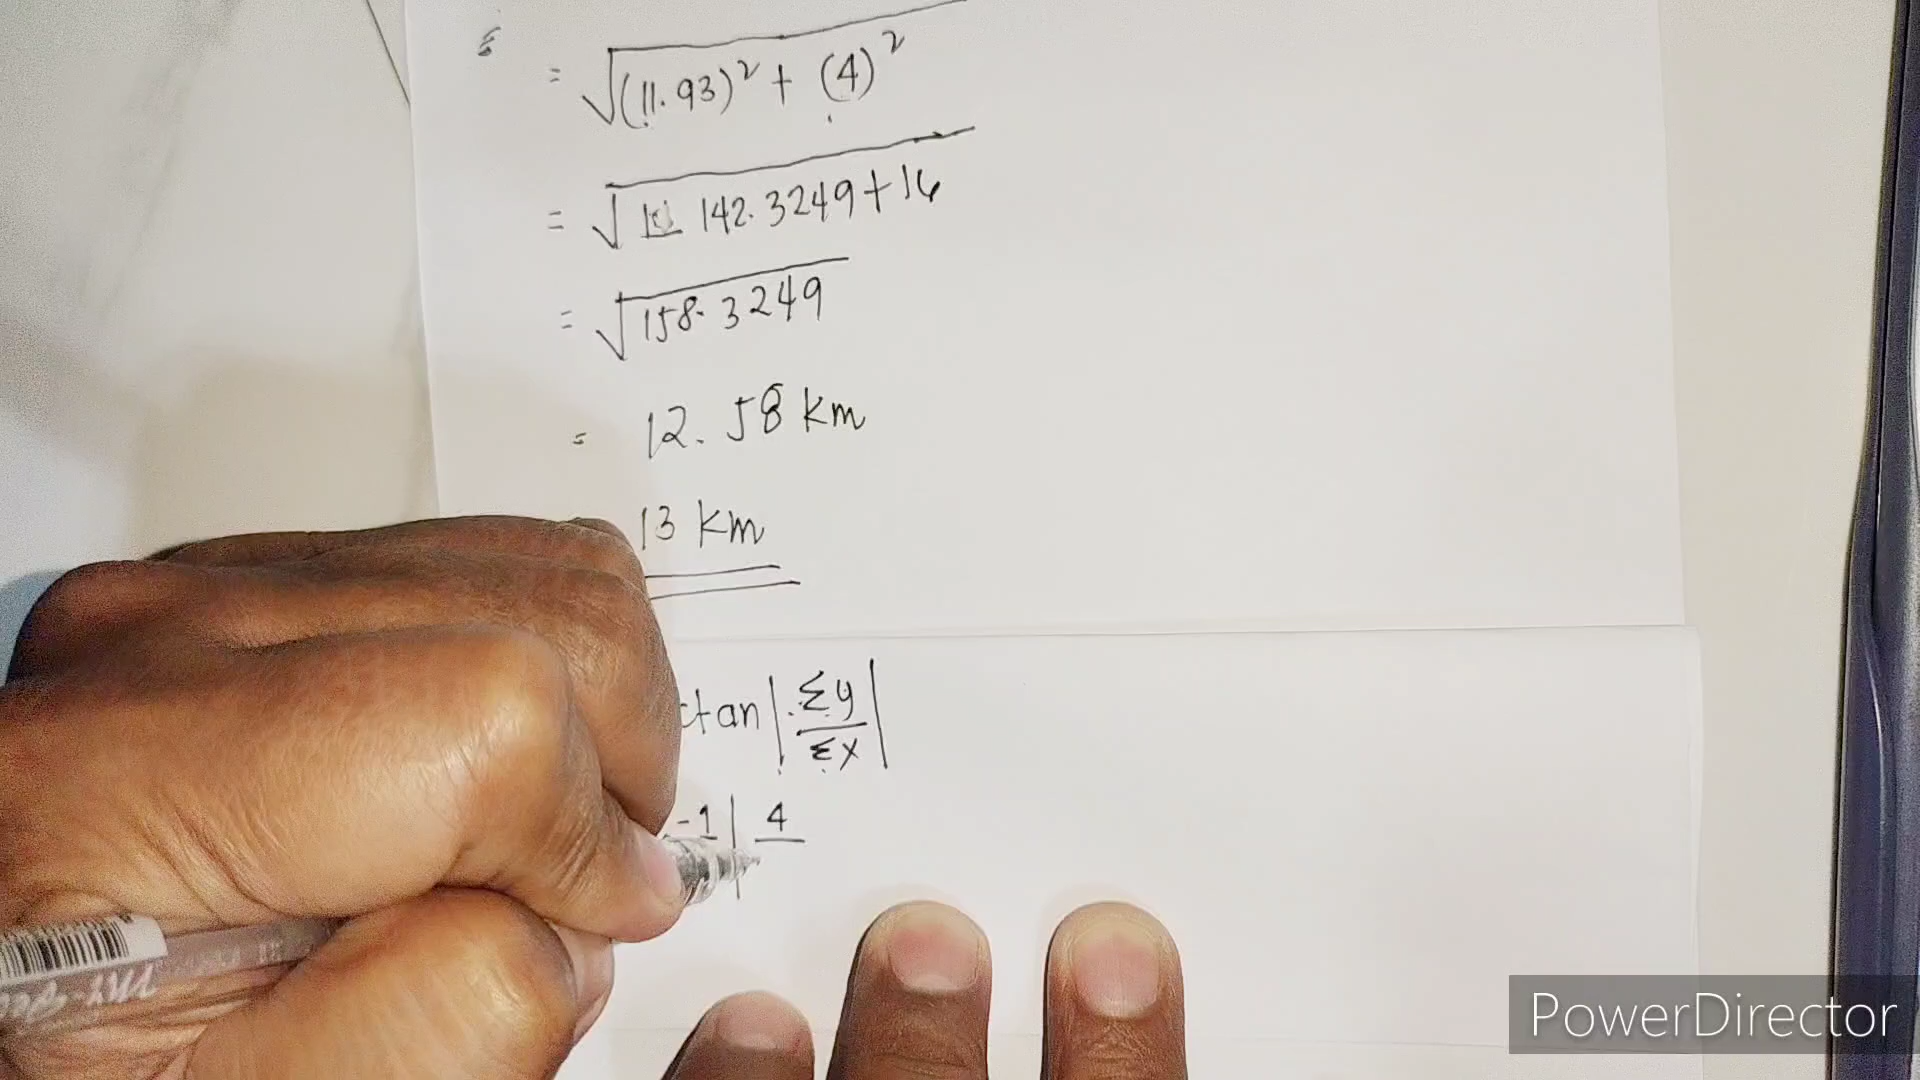 = √(11.93)² + (4)²
= √ 142.3249 + 16
= √158.3249
= 12.58 km
13 km
ctan | Σy / Σx |
-1 | 4
PowerDirector